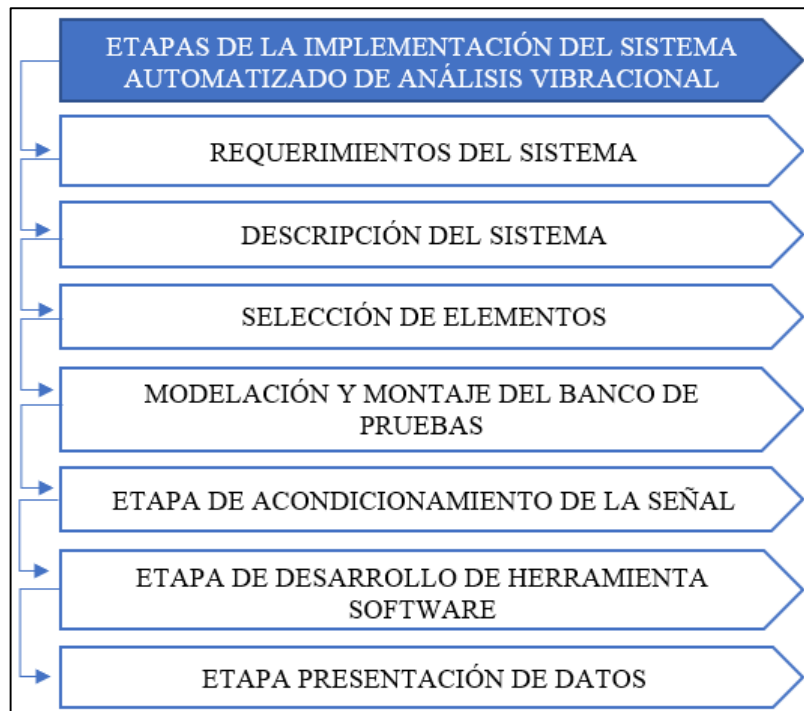 ETAPAS DE LA IMPLEMENTACIÓN DEL SISTEMA
AUTOMATIZADO DE ANÁLISIS VIBRACIONAL
REQUERIMIENTOS DEL SISTEMA
DESCRIPCIÓN DEL SISTEMA
SELECCIÓN DE ELEMENTOS
MODELACIÓN Y MONTAJE DEL BANCO DE
PRUEBAS
ETAPA DE ACONDICIONAMIENTO DE LA SEÑAL
ETAPA DE DESARROLLO DE HERRAMIENTA
SOFTWARE
ETAPA PRESENTACIÓN DE DATOS